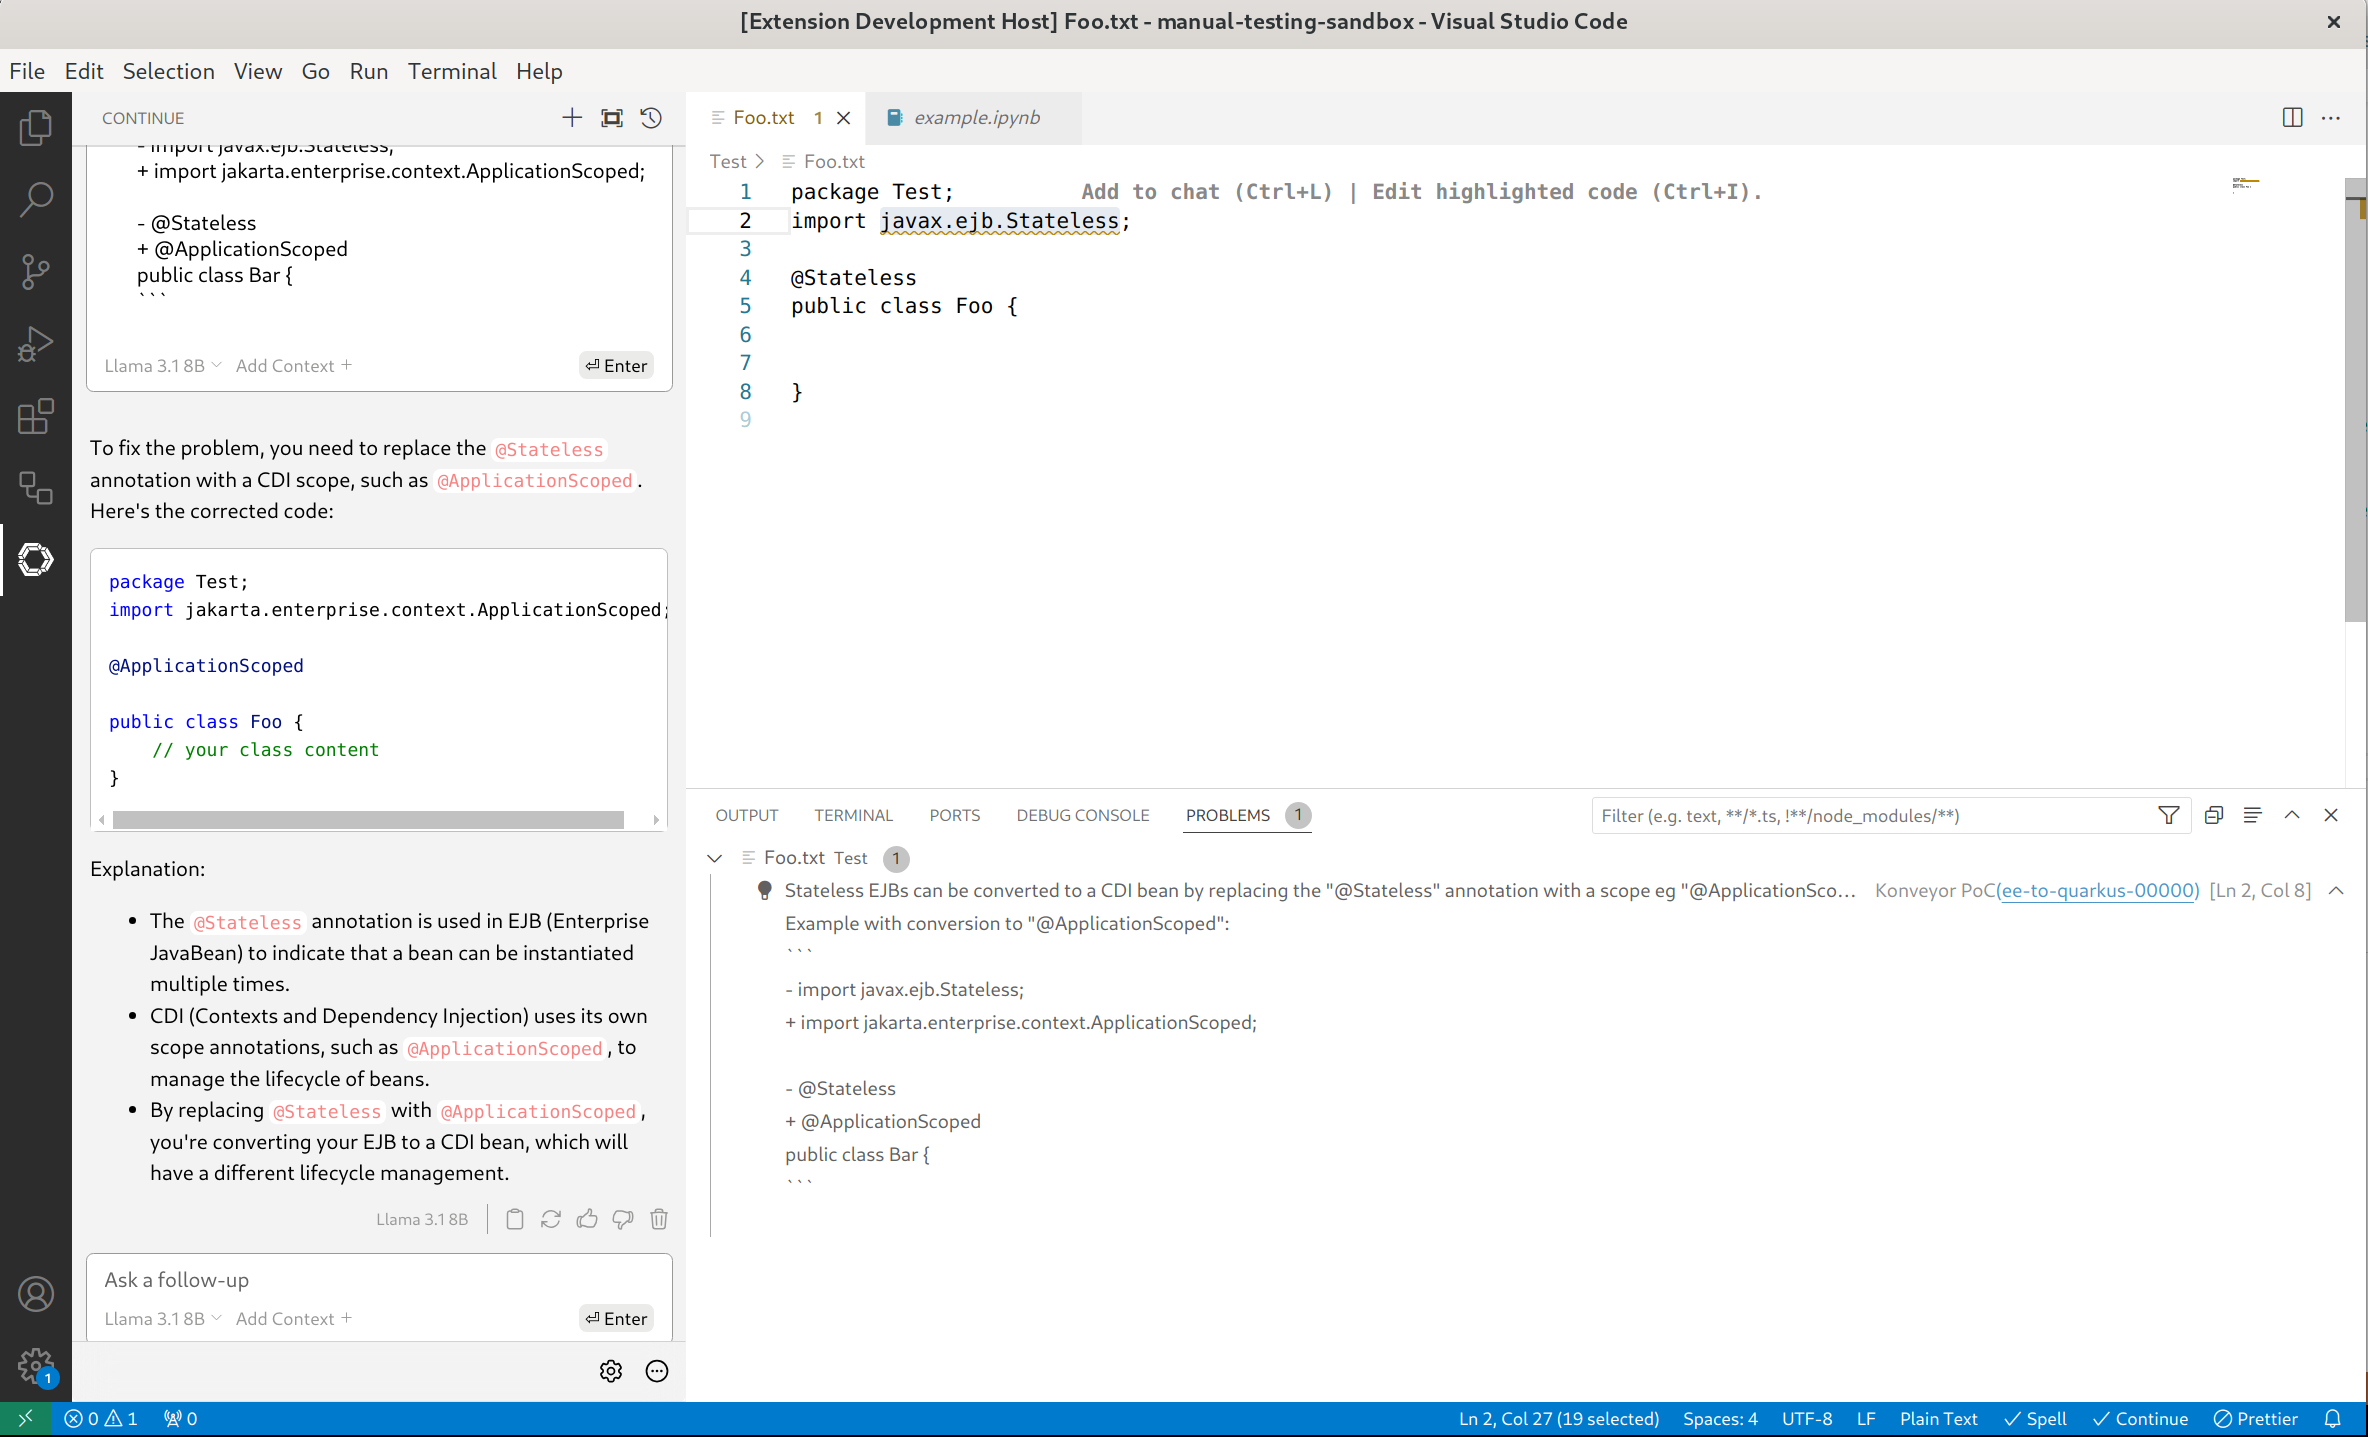 [Extension Development Host] Foo.txt - manual-testing-sandbox - Visual Studio Code
File Edit Selection View Go Run Terminal Help
CONTINUE
- import javax.ejb.Stateless;
+ import jakarta.enterprise.context.ApplicationScoped;
- @Stateless
+ @ApplicationScoped
public class Bar {
```
Llama 3.1 8B Add Context +
⏎ Enter
To fix the problem, you need to replace the @Stateless
annotation with a CDI scope, such as @ApplicationScoped.
Here's the corrected code:
package Test;
import jakarta.enterprise.context.ApplicationScoped;
@ApplicationScoped
public class Foo {
// your class content
}
Explanation:
• The @Stateless annotation is used in EJB (Enterprise
JavaBean) to indicate that a bean can be instantiated
multiple times.
• CDI (Contexts and Dependency Injection) uses its own
scope annotations, such as @ApplicationScoped, to
manage the lifecycle of beans.
• By replacing @Stateless with @ApplicationScoped,
you're converting your EJB to a CDI bean, which will
have a different lifecycle management.
Llama 3.1 8B
Ask a follow-up
Llama 3.1 8B Add Context +
⏎ Enter
1
Foo.txt 1
example.ipynb
Test > Foo.txt
1 package Test; Add to chat (Ctrl+L) | Edit highlighted code (Ctrl+I).
2 import javax.ejb.Stateless;
3
4 @Stateless
5 public class Foo {
6
7
8 }
9
OUTPUT TERMINAL PORTS DEBUG CONSOLE PROBLEMS 1
Filter (e.g. text, **/*.ts, !**/node_modules/**)
Foo.txt Test 1
Stateless EJBs can be converted to a CDI bean by replacing the "@Stateless" annotation with a scope eg "@ApplicationSco... Konveyor PoC(ee-to-quarkus-00000) [Ln 2, Col 8]
Example with conversion to "@ApplicationScoped":
```
- import javax.ejb.Stateless;
+ import jakarta.enterprise.context.ApplicationScoped;
- @Stateless
+ @ApplicationScoped
public class Bar {
```
0 1 0
Ln 2, Col 27 (19 selected) Spaces: 4 UTF-8 LF Plain Text Spell Continue Prettier